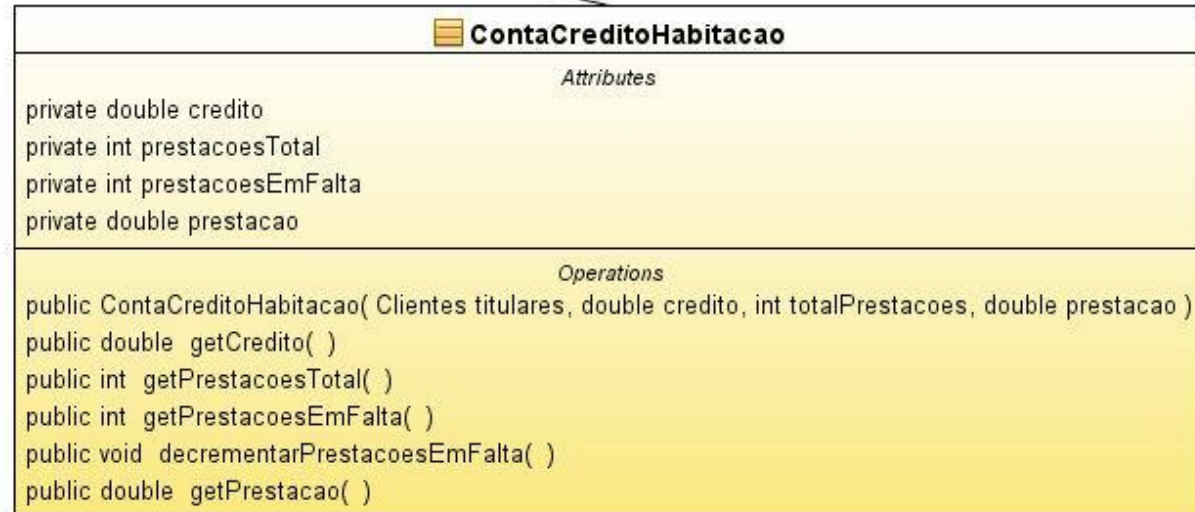 ContaCreditoHabitacao
Attributes
private double credito
private int prestacoesTotal
private int prestacoesEmFalta
private double prestacao
Operations
public ContaCreditoHabitacao( Clientes titulares, double credito, int totalPrestacoes, double prestacao )
public double  getCredito( )
public int  getPrestacoesTotal( )
public int  getPrestacoesEmFalta( )
public void  decrementarPrestacoesEmFalta( )
public double  getPrestacao( )